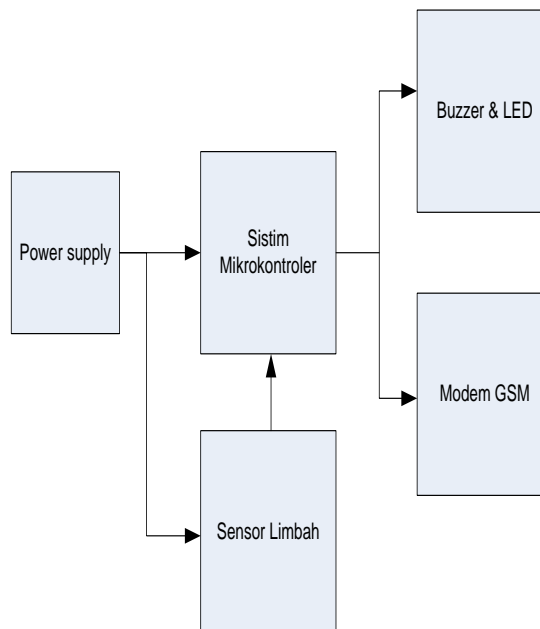 Buzzer & LED
Power supply
Sistim
Mikrokontroler
Modem GSM
Sensor Limbah